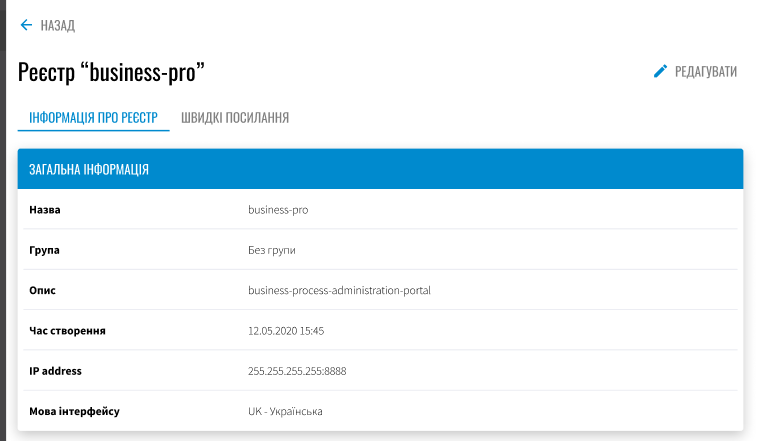 НАЗАД
Реєстр “business-pro”
РЕДАГУВАТИ
ІНФОРМАЦІЯ ПРО РЕЄСТР ШВИДКІ ПОСИЛАННЯ
ЗАГАЛЬНА ІНФОРМАЦІЯ
Назва business-pro
Група Без групи
Опис business-process-administration-portal
Час створення 12.05.2020 15:45
IP address 255.255.255.255:8888
Мова інтерфейсу UK - Українська